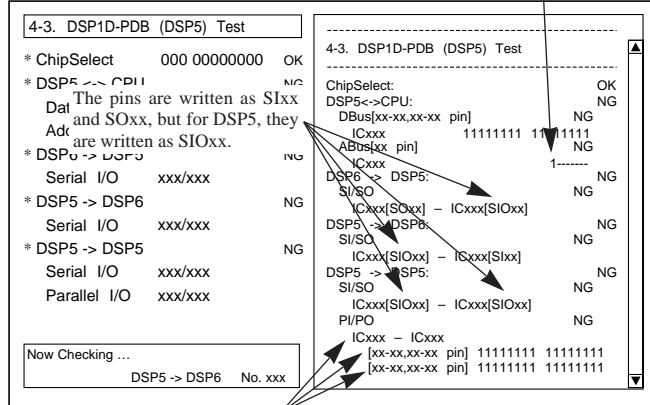 4-3. DSP1D-PDB (DSP5) Test
* ChipSelect 000 00000000 OK
* DSP5 <-> CPU NG
The pins are written as SIxx
and SOxx, but for DSP5, they
are written as SIOxx.
* DSP6 -> DSP5 NG
Serial I/O xxx/xxx
* DSP5 -> DSP6 NG
Serial I/O xxx/xxx
* DSP5 -> DSP5 NG
Serial I/O xxx/xxx
Parallel I/O xxx/xxx
Now Checking …
DSP5 -> DSP6 No. xxx
4-3. DSP1D-PDB (DSP5) Test
ChipSelect: OK
DSP5<->CPU: NG
DBus[xx-xx,xx-xx pin] NG
ICxxx 11111111 11111111
ABus[xx pin] NG
ICxxx 1-------
DSP6 -> DSP5: NG
SI/SO NG
ICxxx[SOxx] – ICxxx[SIOxx]
DSP5 -> DSP6: NG
SI/SO NG
ICxxx[SIOxx] – ICxxx[SIxx]
DSP5 -> DSP5: NG
SI/SO NG
ICxxx[SIOxx] – ICxxx[SIOxx]
PI/PO NG
ICxxx – ICxxx
[xx-xx,xx-xx pin] 11111111 11111111
[xx-xx,xx-xx pin] 11111111 11111111